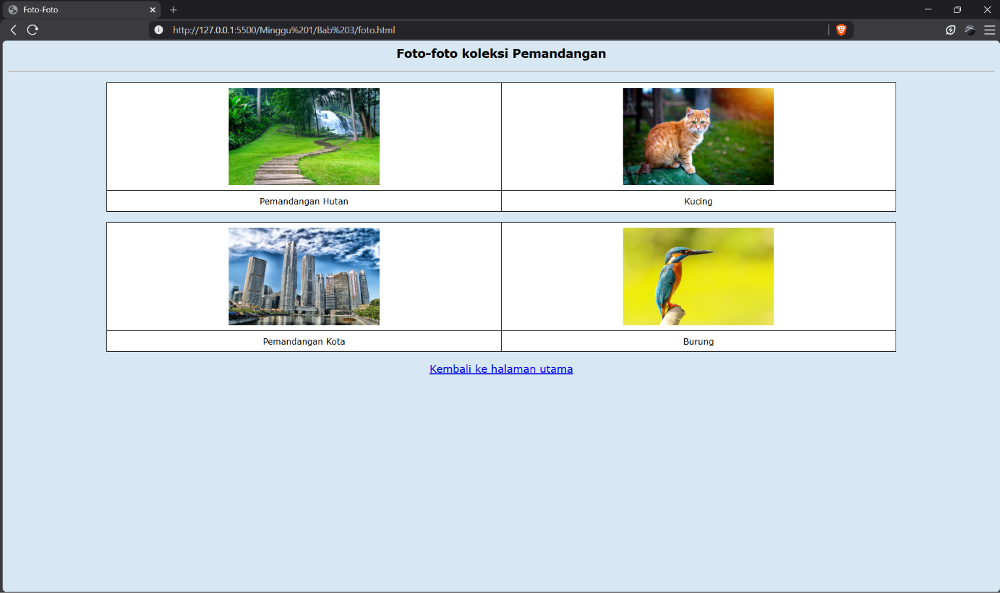 Foto-Foto
http://127.0.0.1:5500/Minggu%201/Bab%203/foto.html
Foto-foto koleksi Pemandangan
Pemandangan Hutan
Kucing
Pemandangan Kota
Burung
Kembali ke halaman utama